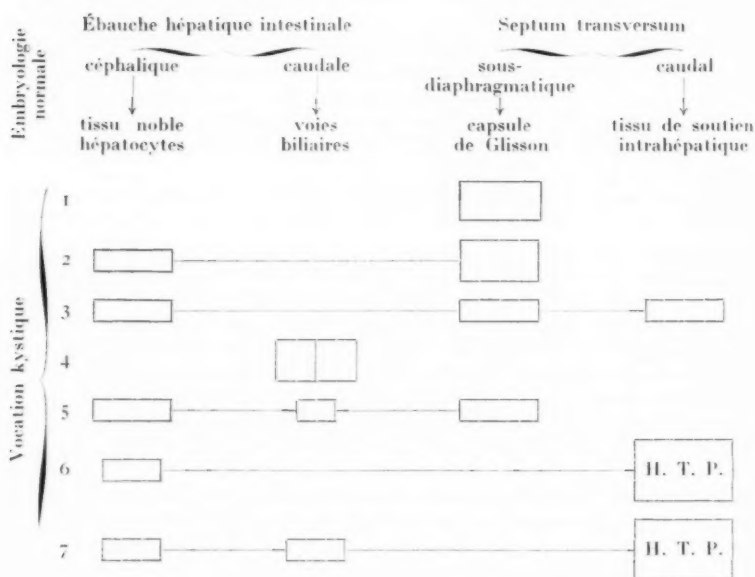 Embryologie
normale
Ébauche hépatique intestinale
Septum transversum
céphalique
caudale
sous-
diaphragmatique
caudal
tissu noble
hépatocytes
voies
biliaires
capsule
de Glisson
tissu de soutien
intrahépatique
Vocation kystique
1
2
3
4
5
6
H. T. P.
7
H. T. P.